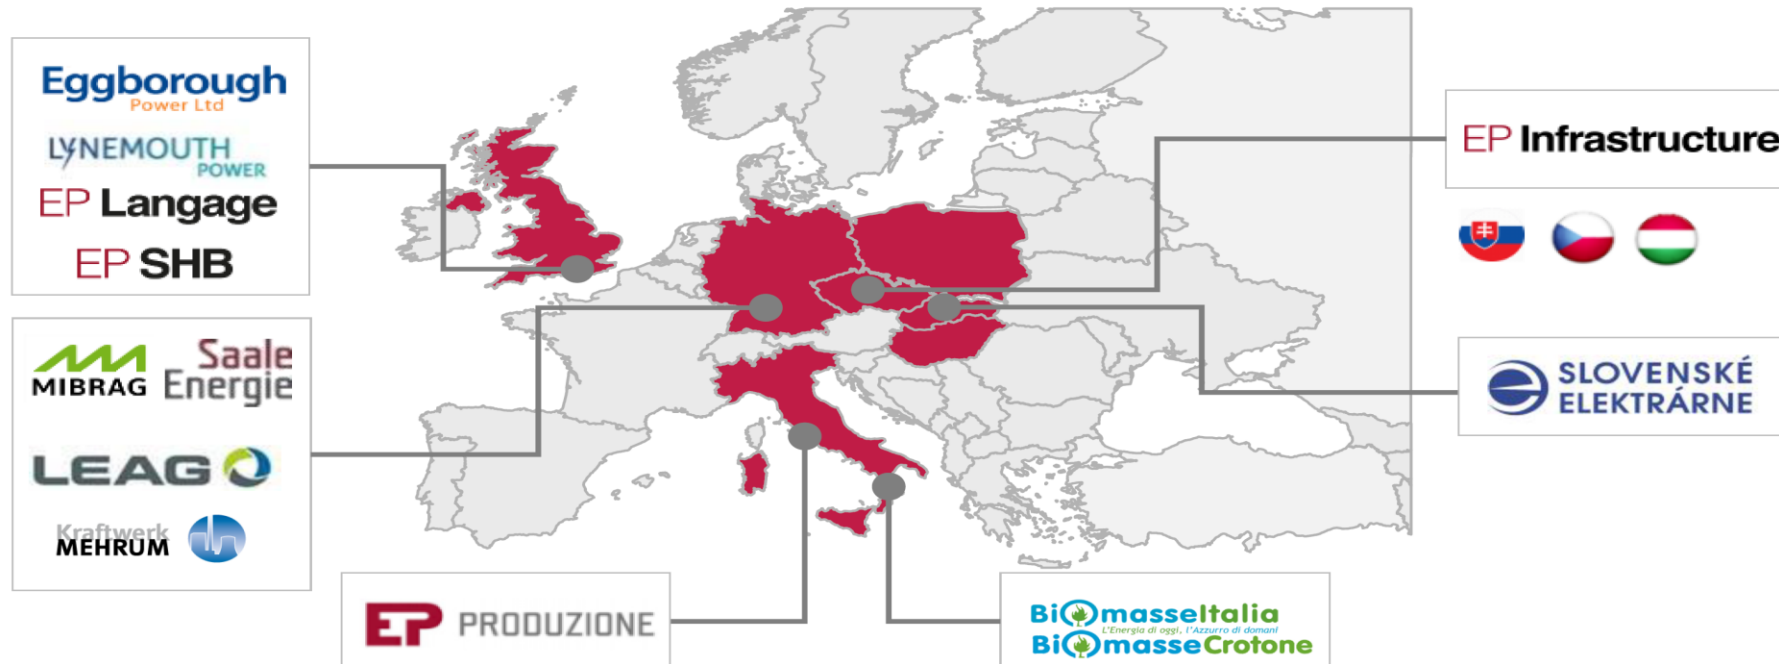 Eggborough
Power Ltd
LYNEMOUTH
POWER
EP Langage
EP SHB
MIBRAG
Saale
Energie
LEAG
Kraftwerk
MEHRUM
EP PRODUZIONE
BiomasseItalia
L'Energia di oggi, l'Azzurro di domani
BiomasseCrotone
EP Infrastructure
SLOVENSKÉ
ELEKTRÁRNE